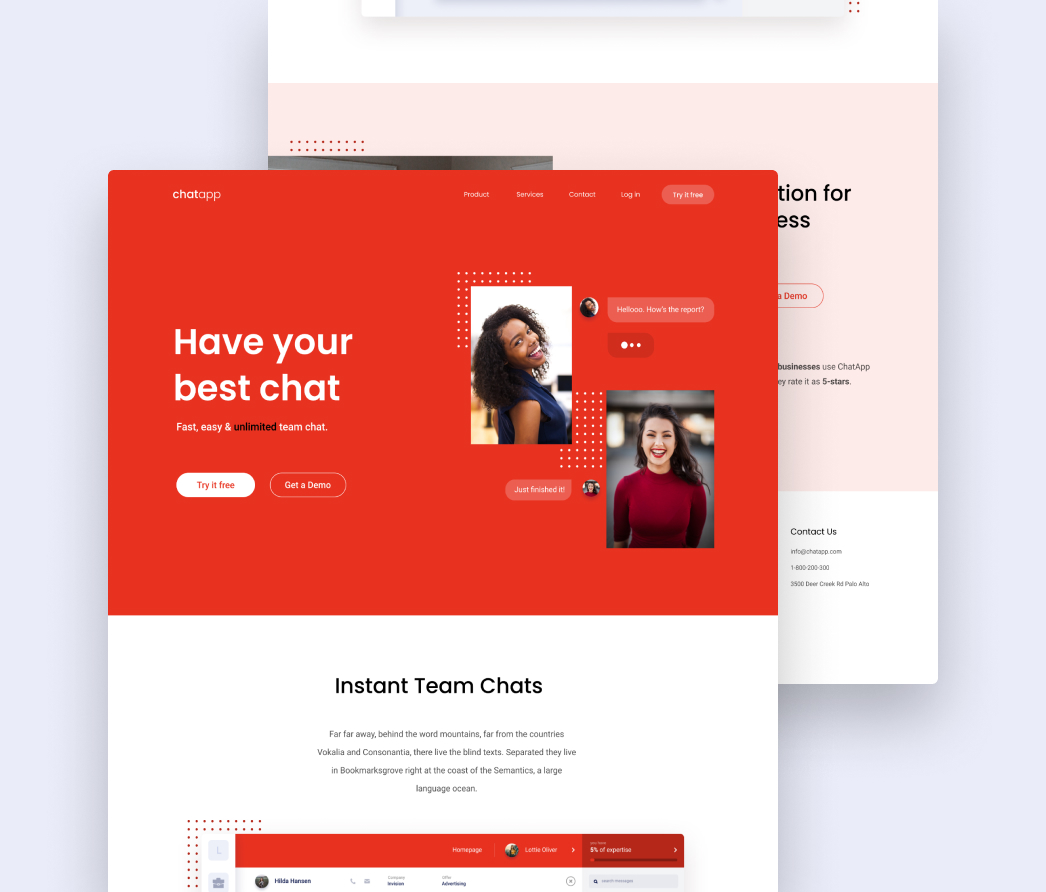 chatapp
Product Services Contact Log in Try it free
Have your
best chat
Fast, easy & unlimited team chat.
Try it free Get a Demo
Hellooo. How's the report?
Just finished it!
Instant Team Chats
Far far away, behind the word mountains, far from the countries
Vokalia and Consonantia, there live the blind texts. Separated they live
in Bookmarksgrove right at the coast of the Semantics, a large
language ocean.
L
Homepage Lottie Oliver
you have
5% of expertise
Hilda Hansen
Company
Invision
Offer
Advertising
search messages
tion for
ess
a Demo
businesses use ChatApp
ey rate it as 5-stars.
Contact Us
info@chatapp.com
1-800-200-300
3500 Deer Creek Rd Palo Alto